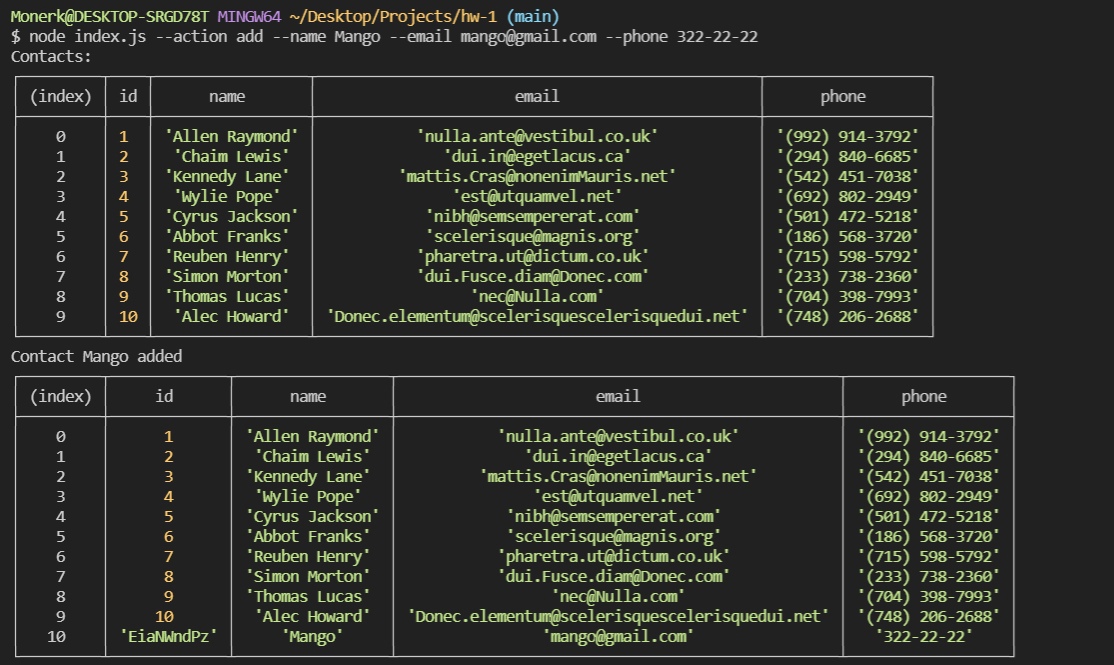 Monerk@DESKTOP-SRGD78T MINGW64 ~/Desktop/Projects/hw-1 (main)
$ node index.js --action add --name Mango --email mango@gmail.com --phone 322-22-22
Contacts:
(index) id name email phone
0 1 'Allen Raymond' 'nulla.ante@vestibul.co.uk' '(992) 914-3792'
1 2 'Chaim Lewis' 'dui.in@egetlacus.ca' '(294) 840-6685'
2 3 'Kennedy Lane' 'mattis.Cras@nonenimMauris.net' '(542) 451-7038'
3 4 'Wylie Pope' 'est@utquamvel.net' '(692) 802-2949'
4 5 'Cyrus Jackson' 'nibh@semsempererat.com' '(501) 472-5218'
5 6 'Abbot Franks' 'scelerisque@magnis.org' '(186) 568-3720'
6 7 'Reuben Henry' 'pharetra.ut@dictum.co.uk' '(715) 598-5792'
7 8 'Simon Morton' 'dui.Fusce.diam@Donec.com' '(233) 738-2360'
8 9 'Thomas Lucas' 'nec@Nulla.com' '(704) 398-7993'
9 10 'Alec Howard' 'Donec.elementum@scelerisquescelerisquedui.net' '(748) 206-2688'
Contact Mango added
(index) id name email phone
0 1 'Allen Raymond' 'nulla.ante@vestibul.co.uk' '(992) 914-3792'
1 2 'Chaim Lewis' 'dui.in@egetlacus.ca' '(294) 840-6685'
2 3 'Kennedy Lane' 'mattis.Cras@nonenimMauris.net' '(542) 451-7038'
3 4 'Wylie Pope' 'est@utquamvel.net' '(692) 802-2949'
4 5 'Cyrus Jackson' 'nibh@semsempererat.com' '(501) 472-5218'
5 6 'Abbot Franks' 'scelerisque@magnis.org' '(186) 568-3720'
6 7 'Reuben Henry' 'pharetra.ut@dictum.co.uk' '(715) 598-5792'
7 8 'Simon Morton' 'dui.Fusce.diam@Donec.com' '(233) 738-2360'
8 9 'Thomas Lucas' 'nec@Nulla.com' '(704) 398-7993'
9 10 'Alec Howard' 'Donec.elementum@scelerisquescelerisquedui.net' '(748) 206-2688'
10 'EiaNWndPz' 'Mango' 'mango@gmail.com' '322-22-22'